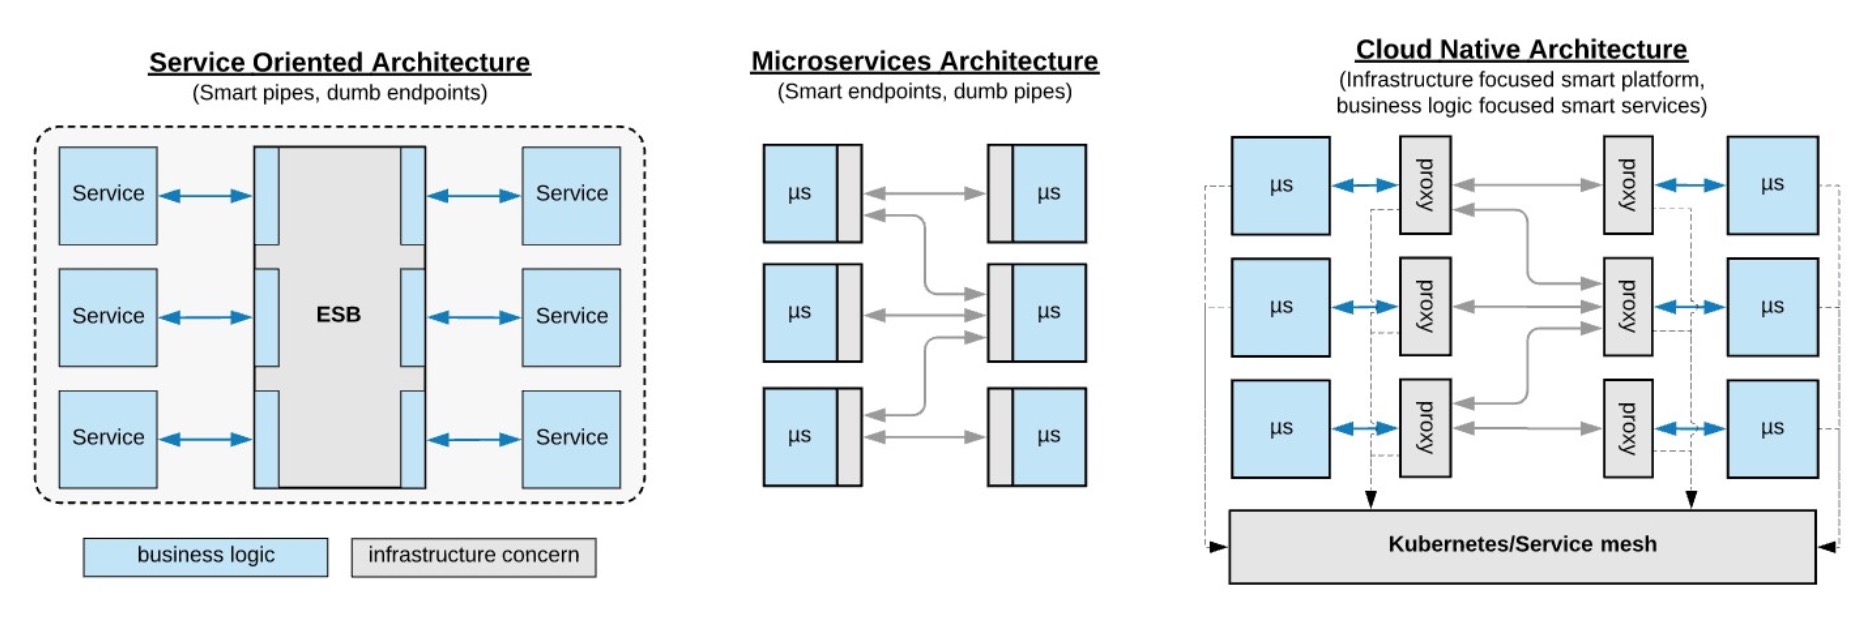 Service Oriented Architecture
(Smart pipes, dumb endpoints)
Service
Service
Service
ESB
Service
Service
Service
business logic
infrastructure concern
Microservices Architecture
(Smart endpoints, dumb pipes)
µs
µs
µs
µs
µs
µs
Cloud Native Architecture
(Infrastructure focused smart platform,
business logic focused smart services)
µs
proxy
proxy
µs
µs
proxy
proxy
µs
µs
proxy
proxy
µs
Kubernetes/Service mesh